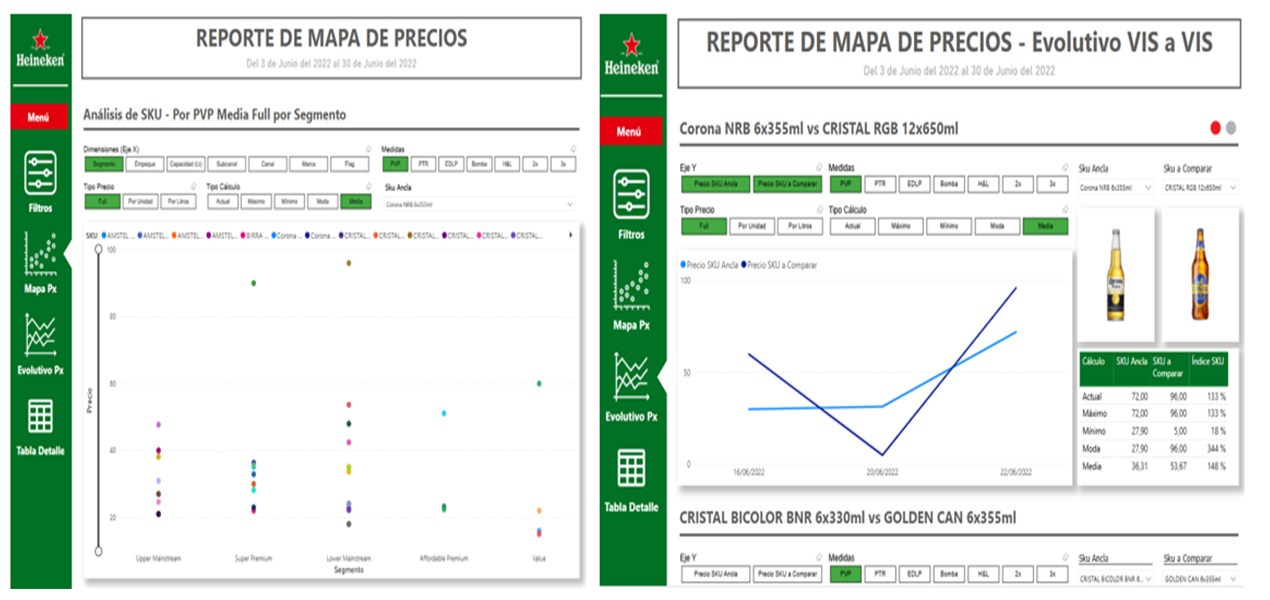 Heineken
REPORTE DE MAPA DE PRECIOS
Del 3 de Junio del 2022 al 30 de Junio del 2022
Menú
Filtros
Mapa Px
Evolutivo Px
Tabla Detalle
Análisis de SKU - Por PVP Media Full por Segmento
Dimensiones (Eje X)
Segmento Empaque Capacidad (Lt) Subcanal Canal Marca Flag
Medidas
PVP PTR EDLP Bomba H&L 2x 3x
Tipo Precio
Full Por Unidad Por Litros
Tipo Cálculo
Actual Máximo Mínimo Moda Media
Sku Ancla
Corona NRB 6x355ml
SKU AMSTEL ... AMSTEL... AMSTEL... AMSTEL... BIRRA ... Corona ... Corona ... CRISTAL... CRISTAL... CRISTAL... CRISTAL... CRISTAL... CRISTAL...
100
80
60
40
20
Precio
Upper Mainstream Super Premium Lower Mainstream Affordable Premium Value
Segmento
Heineken
REPORTE DE MAPA DE PRECIOS - Evolutivo VIS a VIS
Del 3 de Junio del 2022 al 30 de Junio del 2022
Menú
Filtros
Mapa Px
Evolutivo Px
Tabla Detalle
Corona NRB 6x355ml vs CRISTAL RGB 12x650ml
Eje Y
Precio SKU Ancla Precio SKU a Comparar
Medidas
PVP PTR EDLP Bomba H&L 2x 3x
Sku Ancla
Corona NRB 6x355ml
Sku a Comparar
CRISTAL RGB 12x650ml
Tipo Precio
Full Por Unidad Por Litros
Tipo Cálculo
Actual Máximo Mínimo Moda Media
Precio SKU Ancla Precio SKU a Comparar
100
50
0
16/06/2022 20/06/2022 22/06/2022
Cálculo SKU Ancla SKU a Comparar Índice SKU
Actual 72,00 96,00 133 %
Máximo 72,00 96,00 133 %
Mínimo 27,90 5,00 18 %
Moda 27,90 96,00 344 %
Media 36,31 53,67 148 %
CRISTAL BICOLOR BNR 6x330ml vs GOLDEN CAN 6x355ml
Eje Y
Precio SKU Ancla Precio SKU a Comparar
Medidas
PVP PTR EDLP Bomba H&L 2x 3x
Sku Ancla
CRISTAL BICOLOR BNR 6...
Sku a Comparar
GOLDEN CAN 6x355ml